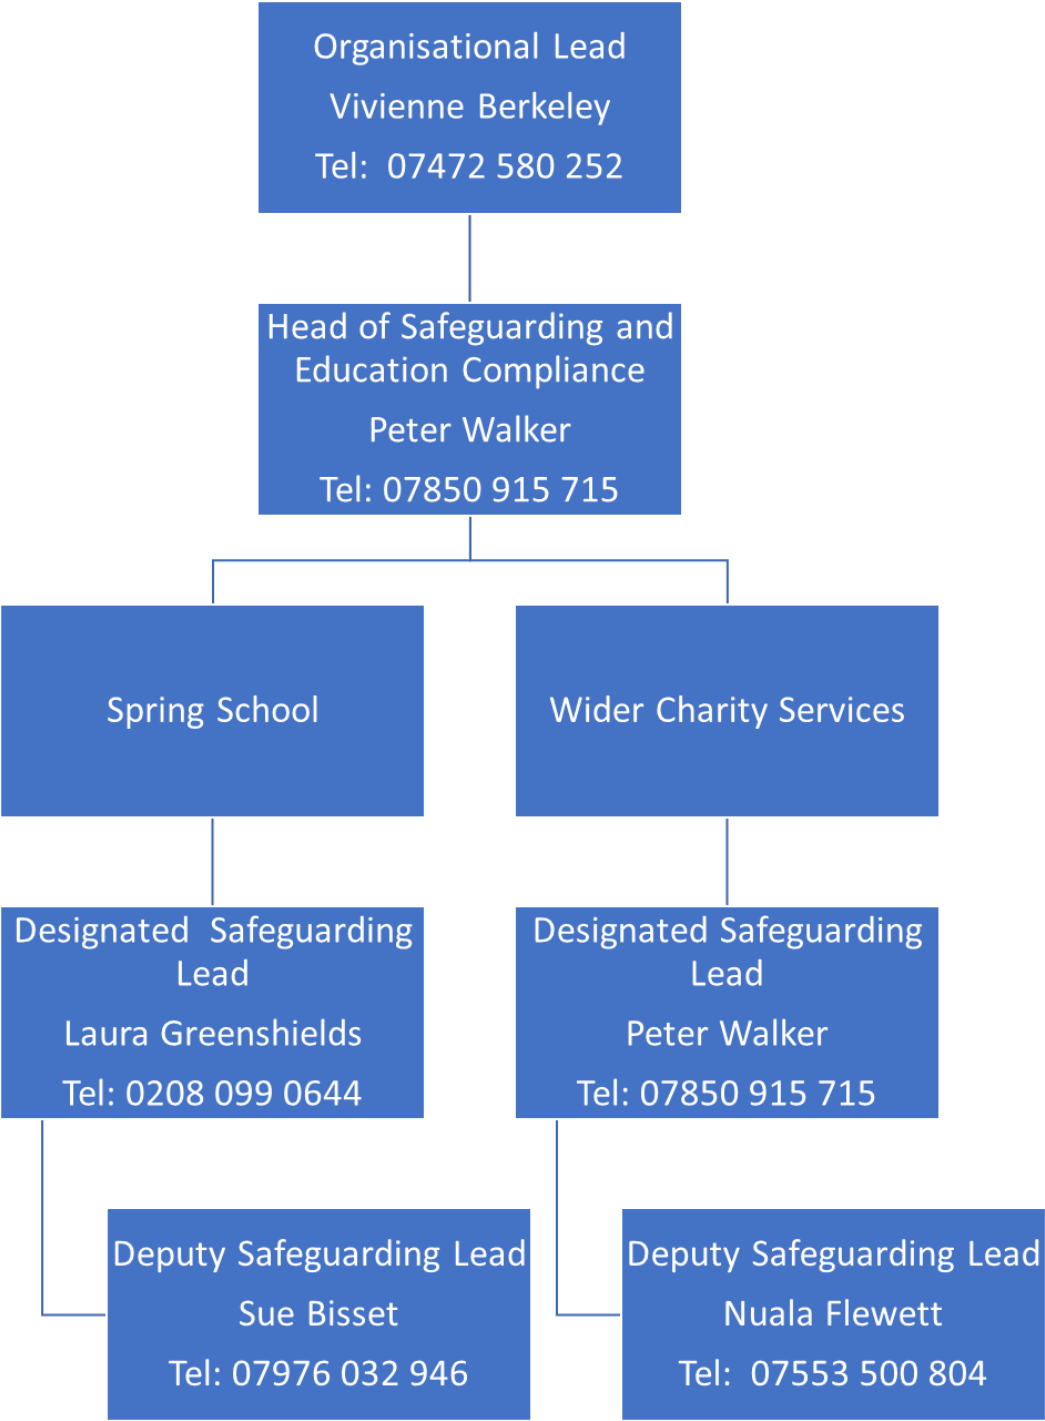 Organisational Lead
Vivienne Berkeley
Tel:  07472 580 252
Head of Safeguarding and
Education Compliance
Peter Walker
Tel: 07850 915 715
Spring School
Wider Charity Services
Designated  Safeguarding
Lead
Laura Greenshields
Tel: 0208 099 0644
Designated Safeguarding
Lead
Peter Walker
Tel: 07850 915 715
Deputy Safeguarding Lead
Sue Bisset
Tel: 07976 032 946
Deputy Safeguarding Lead
Nuala Flewett
Tel:  07553 500 804